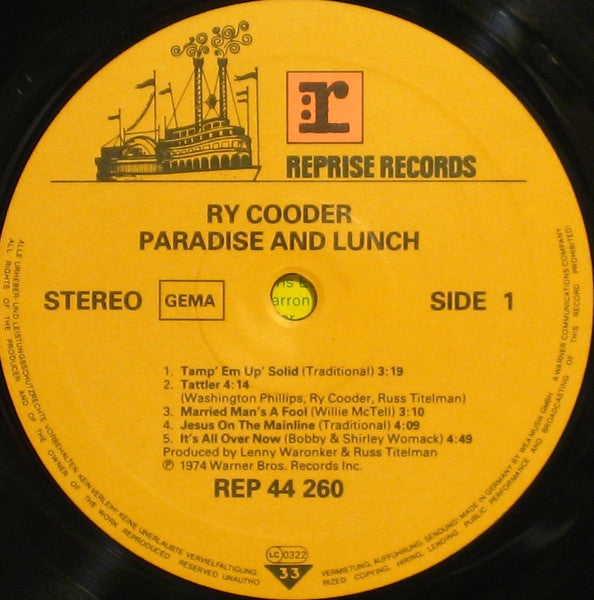 r
REPRISE RECORDS
RY COODER
PARADISE AND LUNCH
STEREO GEMA SIDE 1
1. Tamp' Em Up' Solid (Traditional) 3:19
2. Tattler 4:14
(Washington Phillips, Ry Cooder, Russ Titelman)
3. Married Man's A Fool (Willie McTell) 3:10
4. Jesus On The Mainline (Traditional) 4:09
5. It's All Over Now (Bobby & Shirley Womack) 4:49
Produced by Lenny Waronker & Russ Titelman
℗ 1974 Warner Bros. Records Inc.
REP 44 260
LC 0322
33
ALLE URHEBER UND LEISTUNGSSCHUTZRECHTE VORBEHALTEN. KEIN VERLEIH! KEINE UNERLAUBTE VERVIELFÄLTIGUNG, VERMIETUNG, AUFFÜHRUNG, SENDUNG! MADE IN GERMANY BY WEA MUSIK GMBH. A WARNER COMMUNICATIONS COMPANY
ALL RIGHTS OF THE PRODUCER AND OF THE OWNER OF THE WORK REPRODUCED RESERVED UNAUTHO RIZED COPYING, HIRING, LENDING PUBLIC PERFORMANCE AND BROADCASTING OF THIS RECORD PROHIBITED!
arron